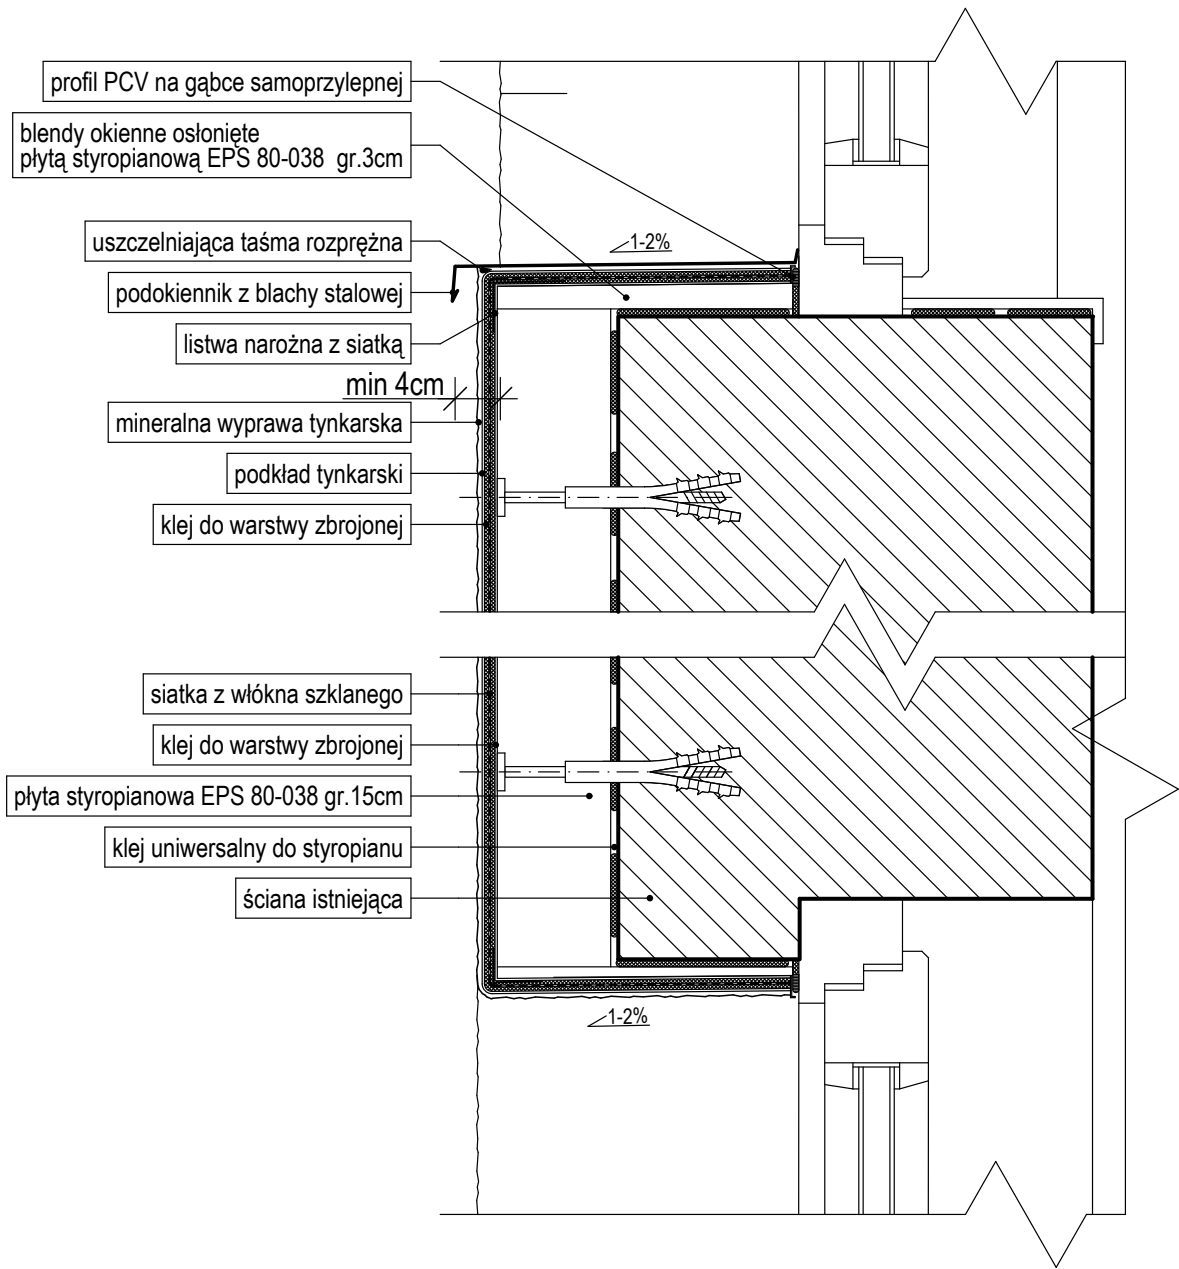 profil PCV na gąbce samoprzylepnej
blendy okienne osłonięte
płytą styropianową EPS 80-038 gr.3cm
uszczelniająca taśma rozprężna
1-2%
podokiennik z blachy stalowej
listwa narożna z siatką
min 4cm
mineralna wyprawa tynkarska
podkład tynkarski
klej do warstwy zbrojonej
siatka z włókna szklanego
klej do warstwy zbrojonej
płyta styropianowa EPS 80-038 gr.15cm
klej uniwersalny do styropianu
ściana istniejąca
1-2%